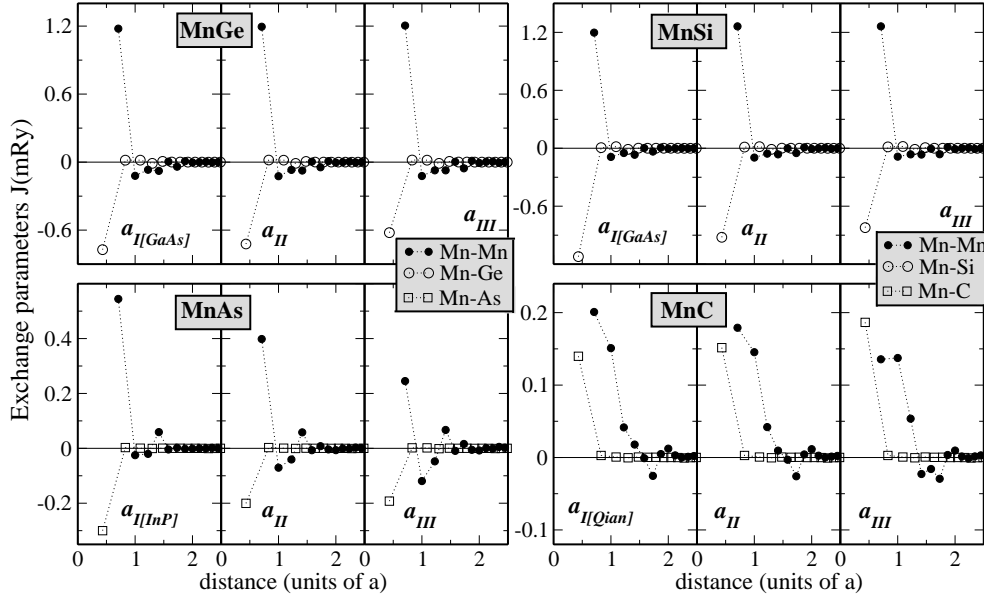 MnGe
MnSi
1.2
0.6
0
-0.6
a_I[GaAs]
a_II
a_III
Mn-Mn
Mn-Ge
Mn-As
1.2
0.6
0
-0.6
a_I[GaAs]
a_II
a_III
Mn-Mn
Mn-Si
Mn-C
Exchange parameters J(mRy)
MnAs
0.4
0.2
0
-0.2
a_I[InP]
a_II
a_III
0 1 2 0 1 2 0 1 2
distance (units of a)
MnC
0.2
0.1
0
-0.1
a_I[Qian]
a_II
a_III
0 1 2 0 1 2 0 1 2
distance (units of a)